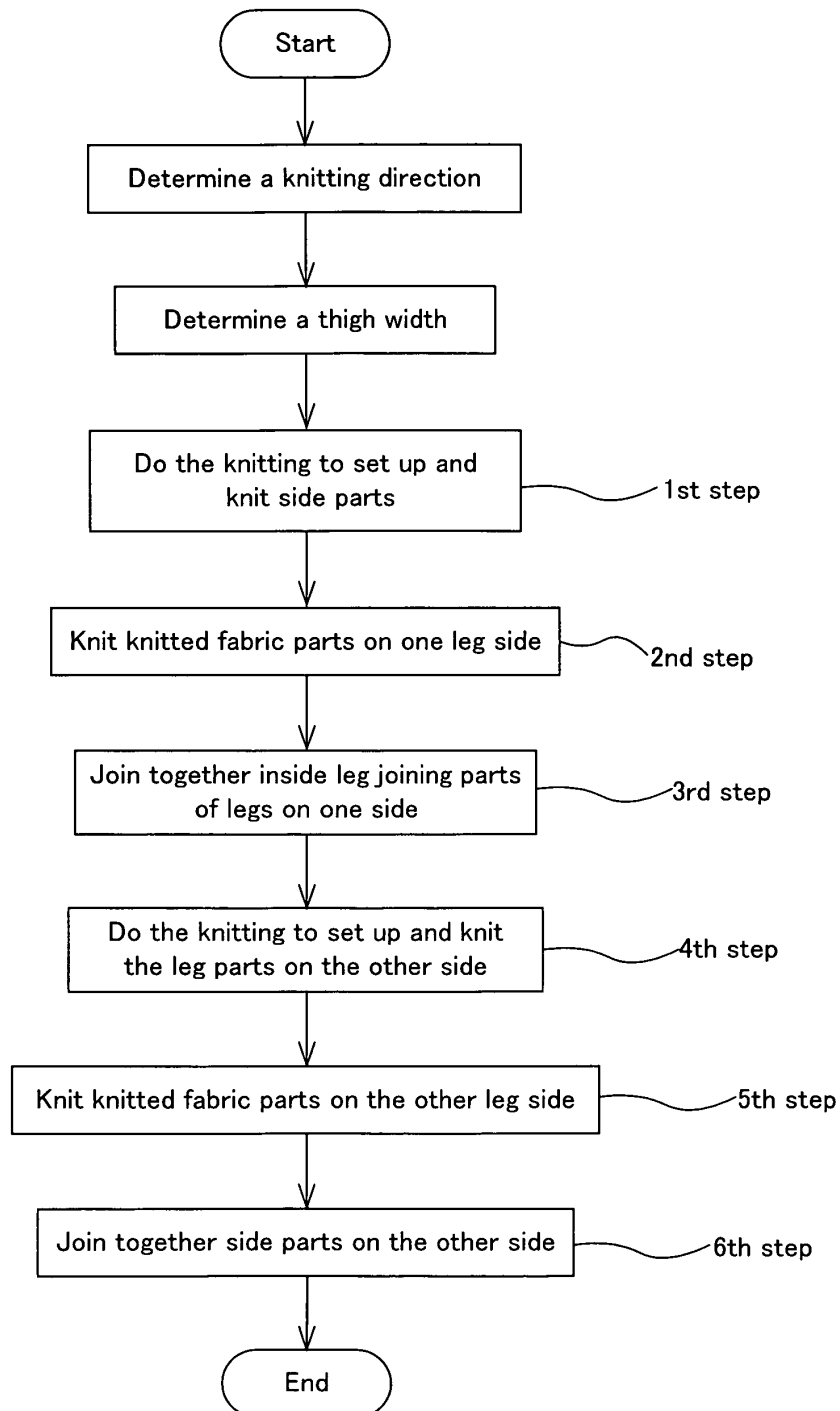 Start
Determine a knitting direction
Determine a thigh width
Do the knitting to set up and
knit side parts
1st step
Knit knitted fabric parts on one leg side
2nd step
Join together inside leg joining parts
of legs on one side
3rd step
Do the knitting to set up and knit
the leg parts on the other side
4th step
Knit knitted fabric parts on the other leg side
5th step
Join together side parts on the other side
6th step
End